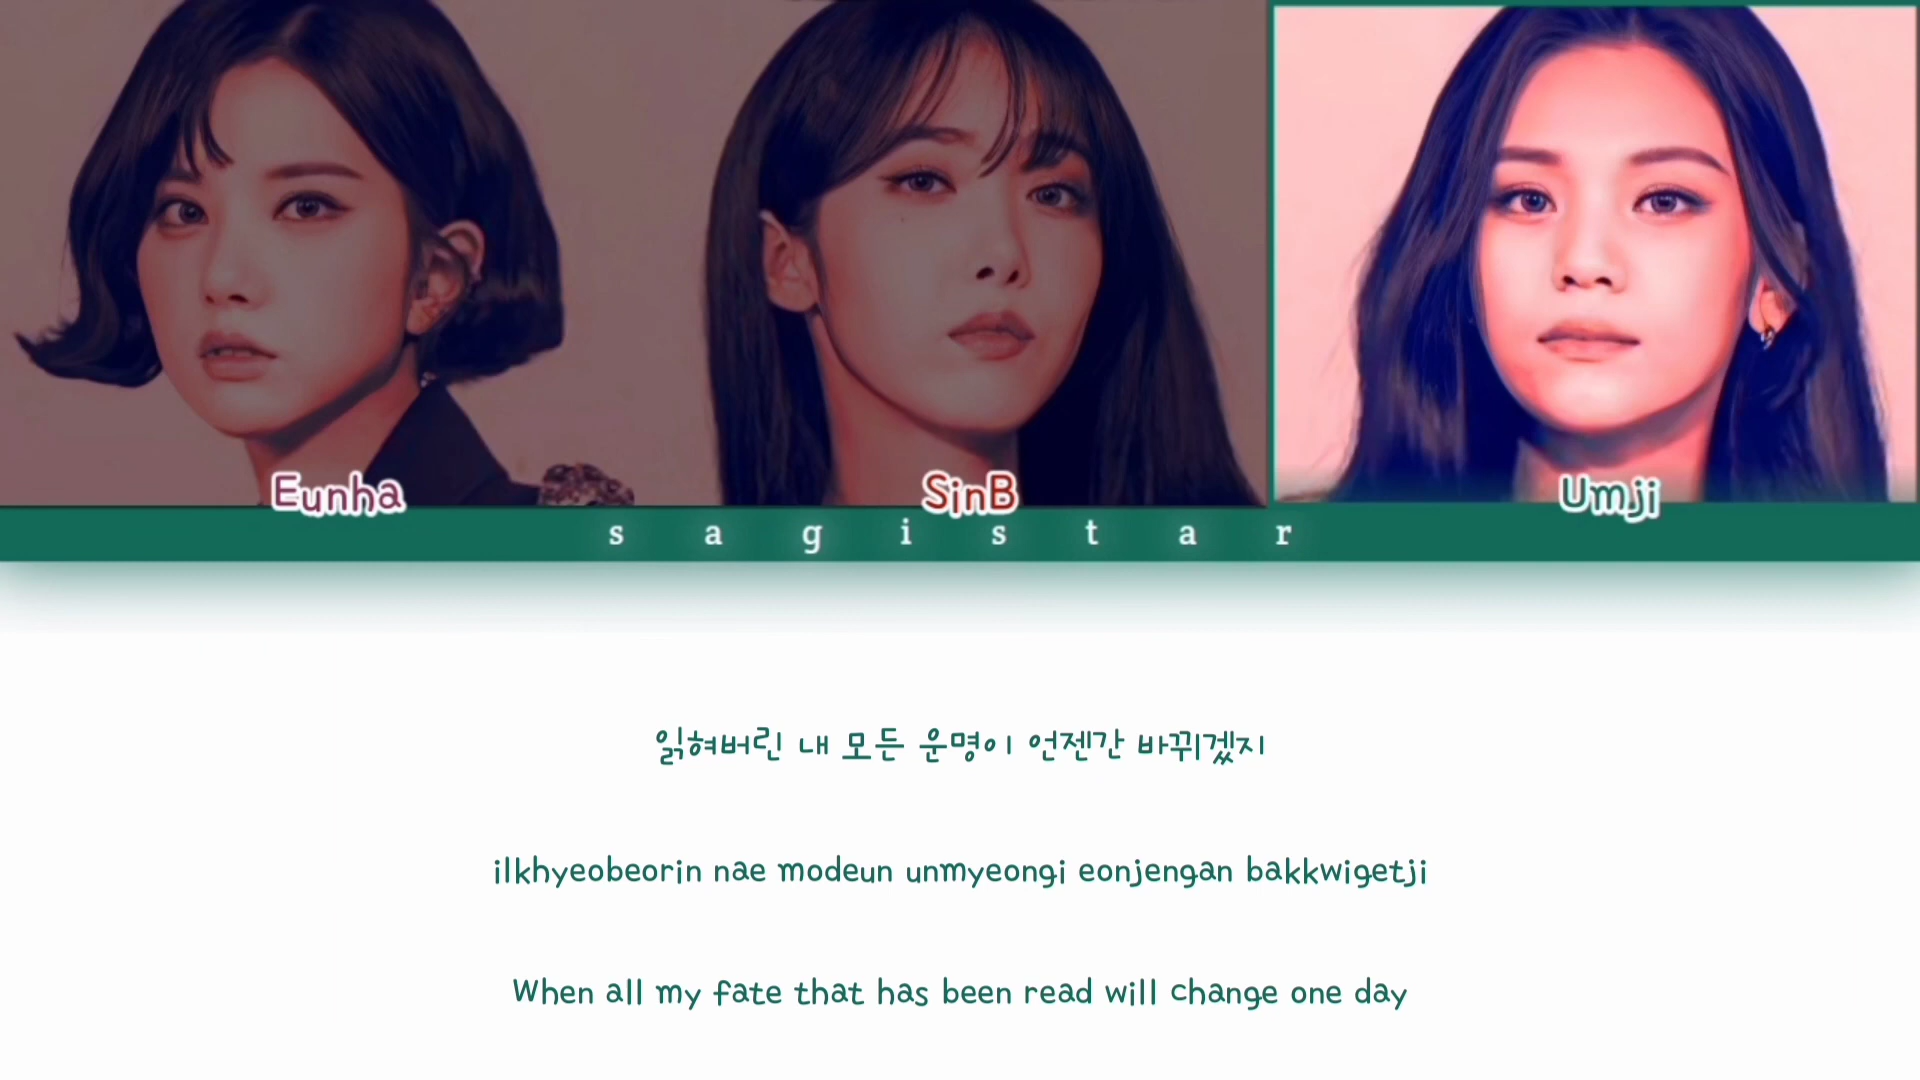 Eunha SinB Umji
sagistar
읽혀버린 내 모든 운명이 언젠간 바뀌겠지
ilkhyeobeorin nae modeun unmyeongi eonjengan bakkwigetji
When all my fate that has been read will change one day